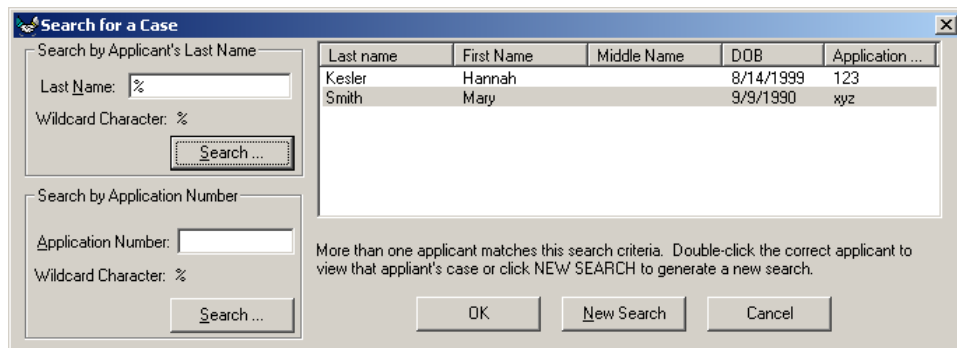 Search for a Case
Search by Applicant's Last Name
Last Name: %
Wildcard Character: %
Search ...
Search by Application Number
Application Number:
Wildcard Character: %
Search ...
Last name First Name Middle Name DOB Application ...
Kesler Hannah 8/14/1999 123
Smith Mary 9/9/1990 xyz
More than one applicant matches this search criteria. Double-click the correct applicant to
view that appliant's case or click NEW SEARCH to generate a new search.
OK New Search Cancel